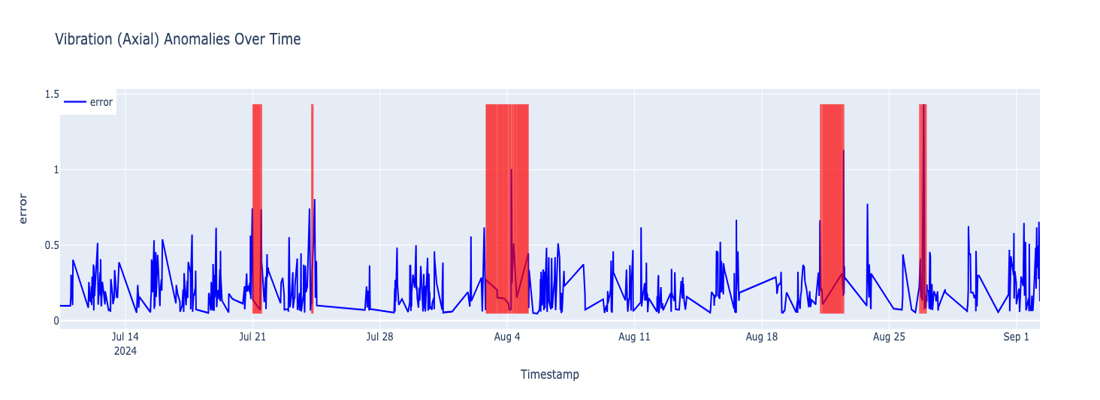 Vibration (Axial) Anomalies Over Time
error
1.5
1
0.5
0
error
Jul 14
2024
Jul 21
Jul 28
Aug 4
Aug 11
Aug 18
Aug 25
Sep 1
Timestamp